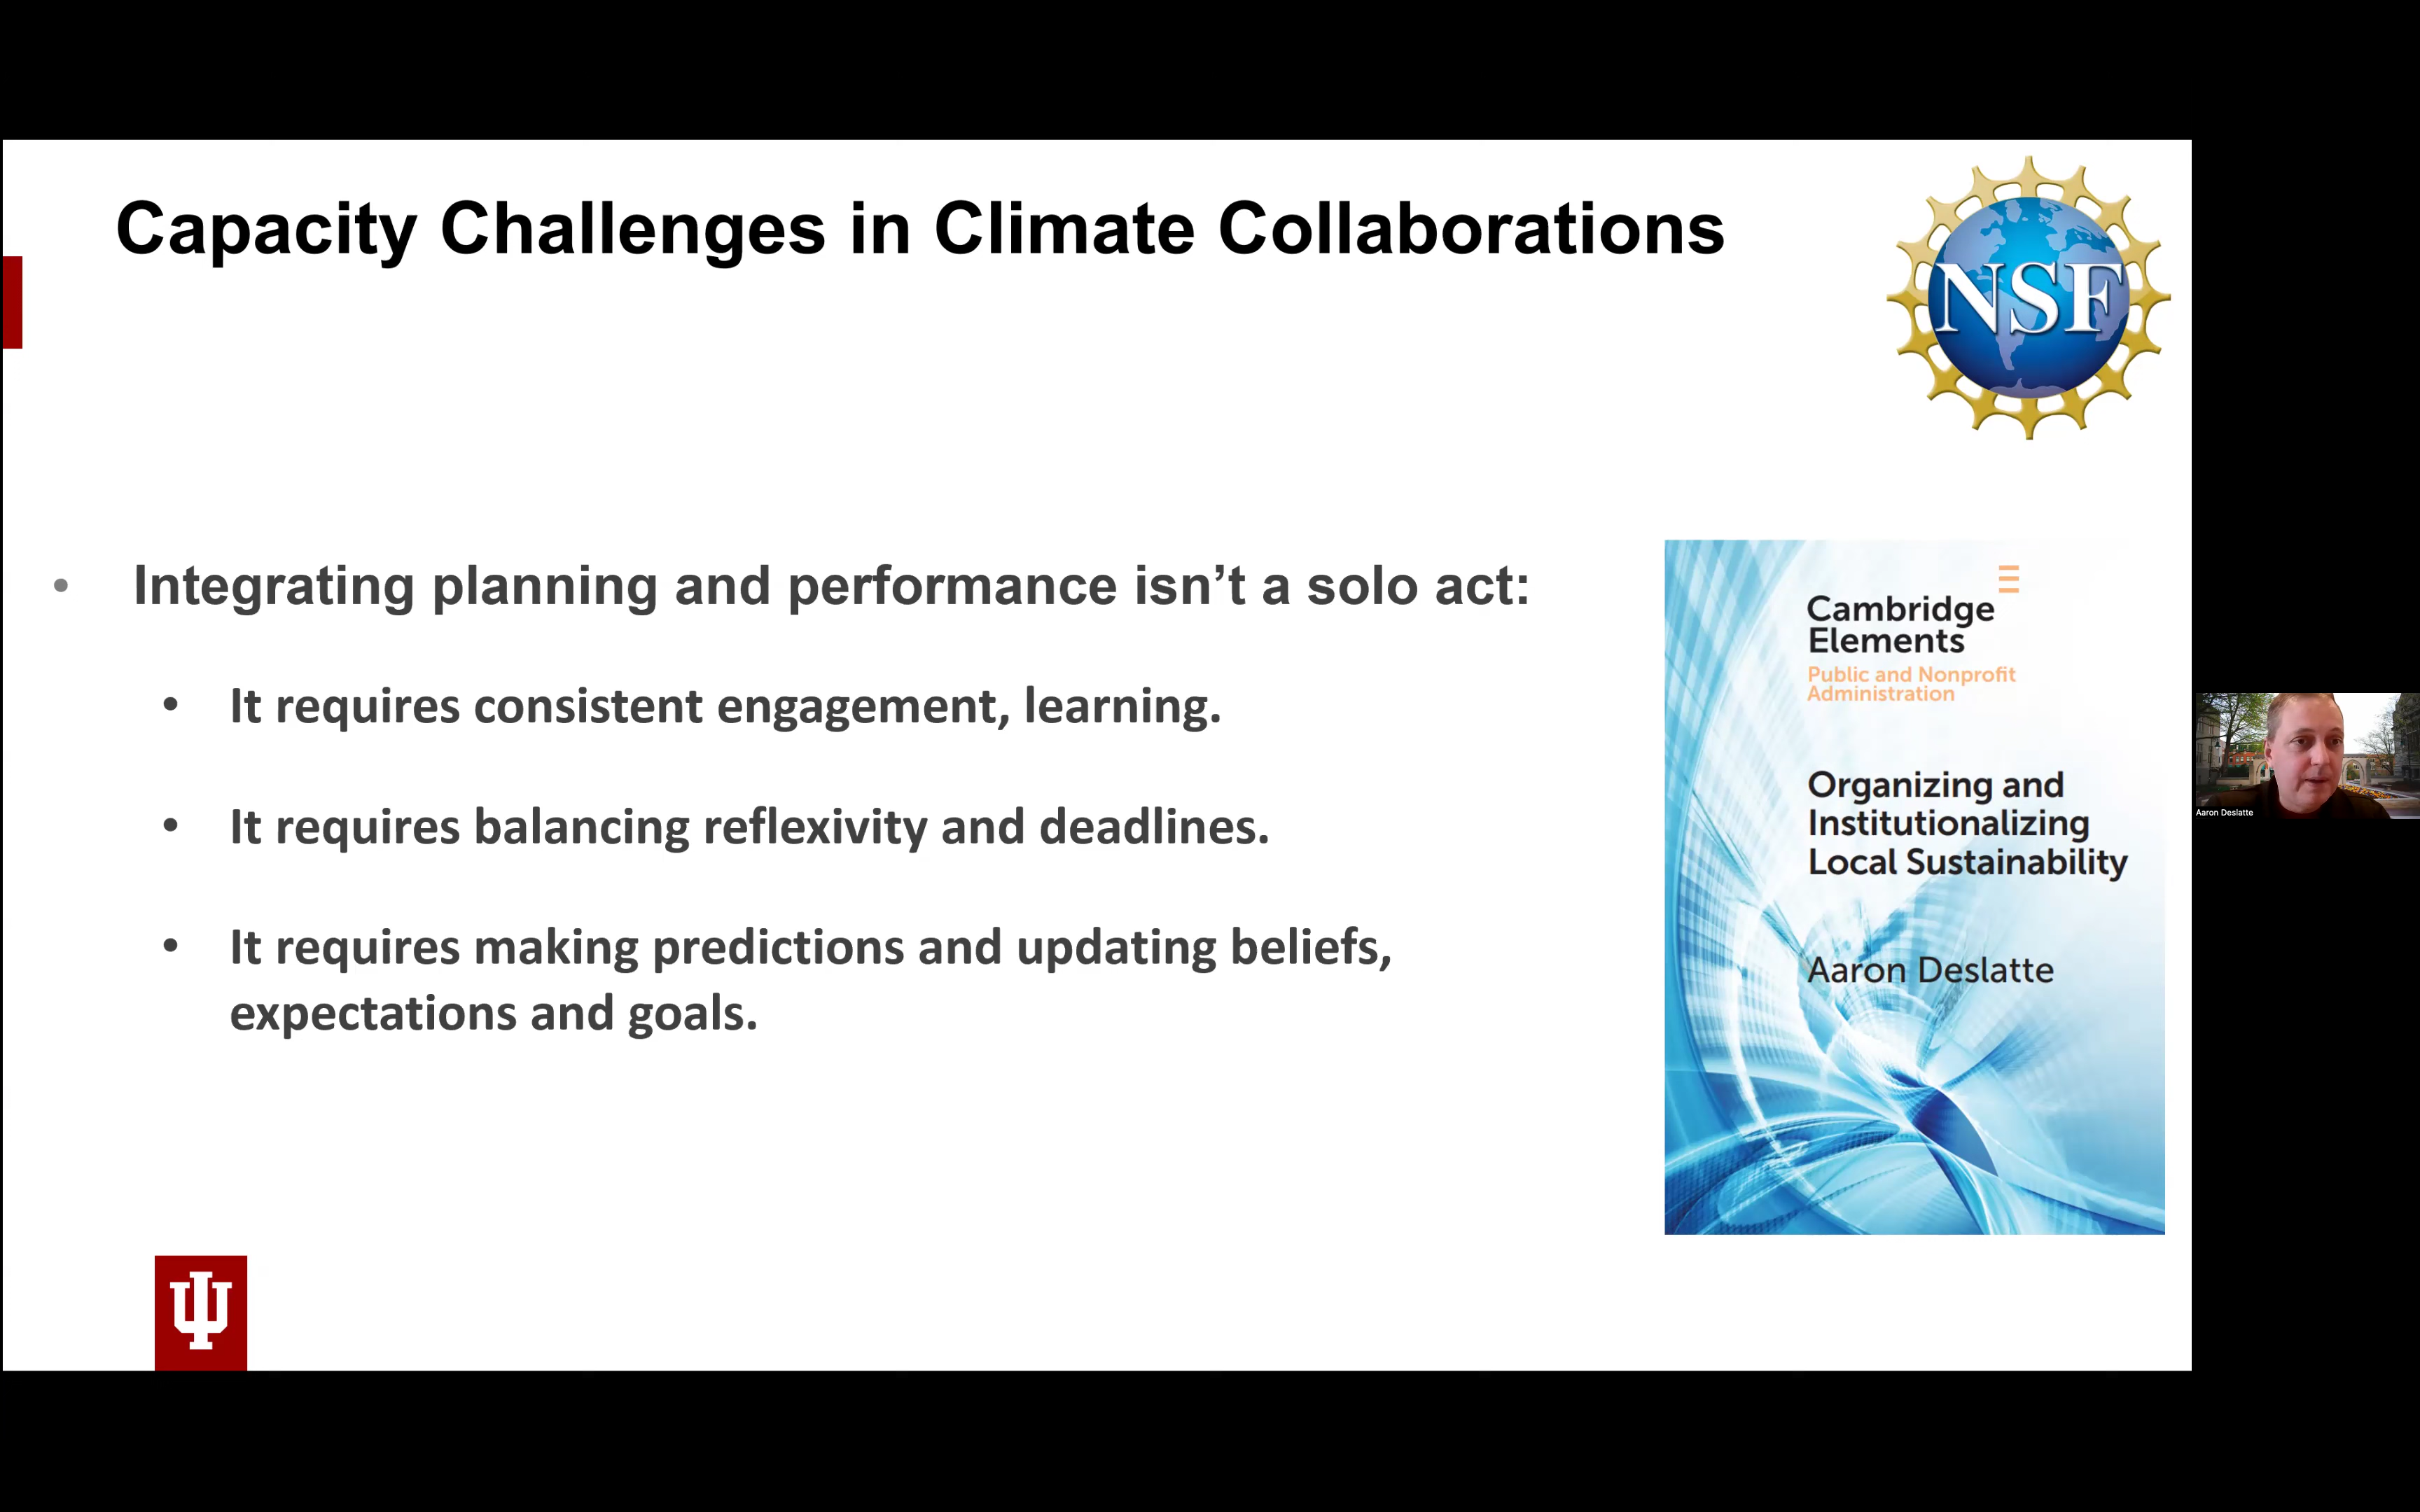 Capacity Challenges in Climate Collaborations
NSF
• Integrating planning and performance isn’t a solo act:
• It requires consistent engagement, learning.
• It requires balancing reflexivity and deadlines.
• It requires making predictions and updating beliefs,
expectations and goals.
Cambridge
Elements
Public and Nonprofit
Administration
Organizing and
Institutionalizing
Local Sustainability
Aaron Deslatte
Aaron Deslatte